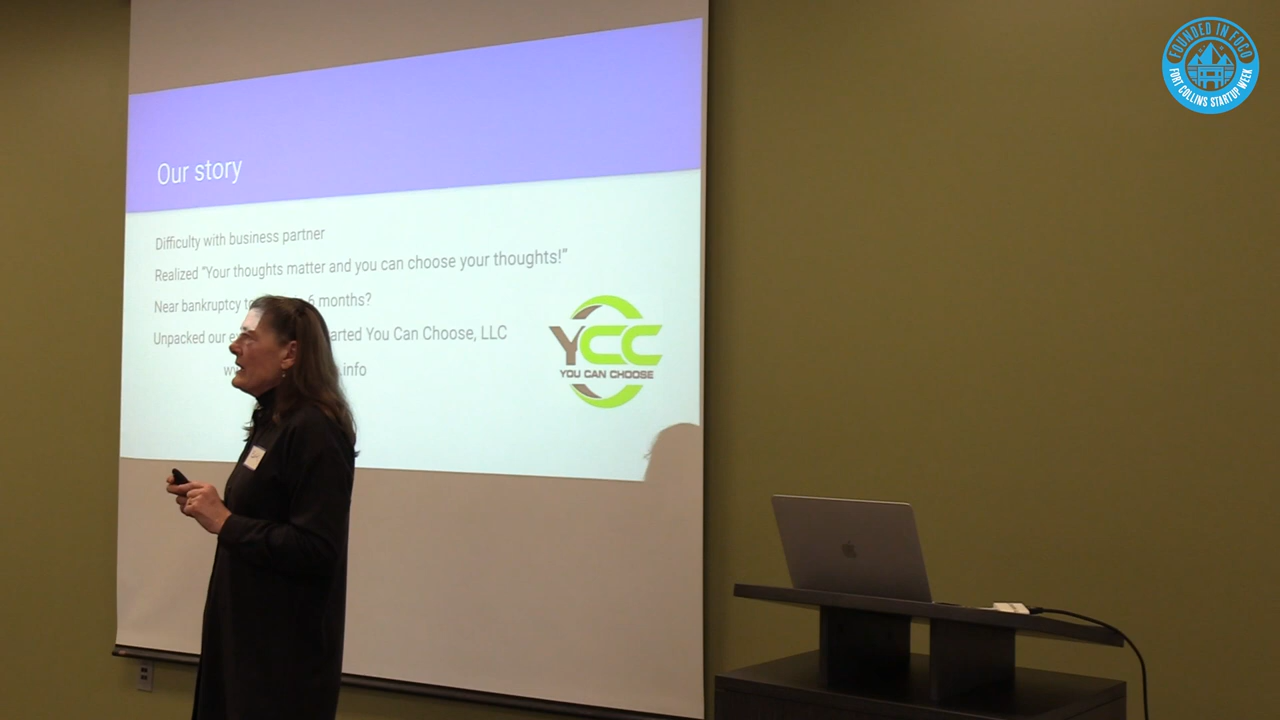 FOUNDED IN FOCO
FORT COLLINS STARTUP WEEK
Our story
Difficulty with business partner
Realized “Your thoughts matter and you can choose your thoughts!”
Near bankruptcy 6 months?
Unpacked our arted You Can Choose, LLC
.info
YCC
YOU CAN CHOOSE